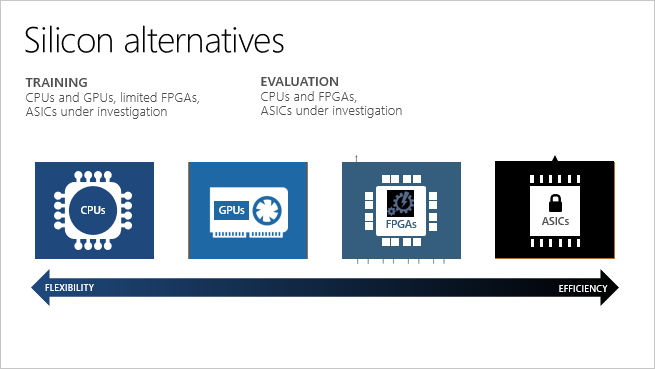 Silicon alternatives
TRAINING
CPUs and GPUs, limited FPGAs,
ASICs under investigation
EVALUATION
CPUs and FPGAs,
ASICs under investigation
CPUs
GPUs
FPGAs
ASICs
FLEXIBILITY
EFFICIENCY